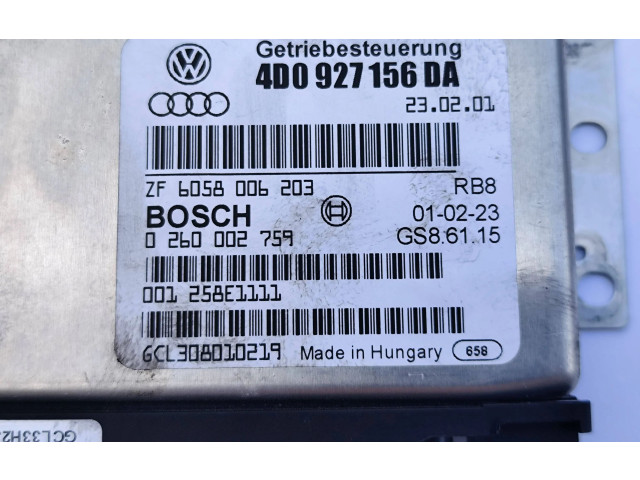 Getriebesteuerung
4D0 927 156 DA
23.02.01
ZF 6058 006 203 RB8
BOSCH 01-02-23
0 260 002 759 GS8.61.15
001 258E1111
GCL308010219 Made in Hungary 658